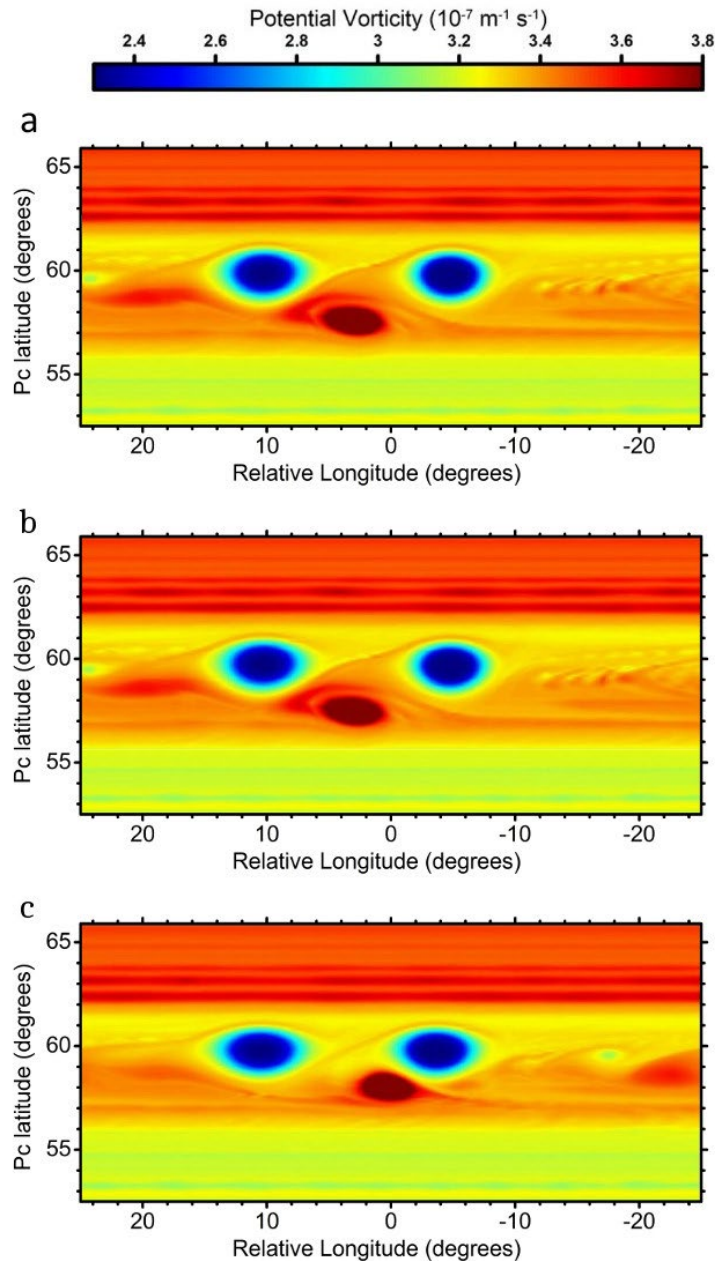 Potential Vorticity (10⁻⁷ m⁻¹ s⁻¹)
2.4 2.6 2.8 3 3.2 3.4 3.6 3.8
a
65
60
55
Pc latitude (degrees)
20 10 0 -10 -20
Relative Longitude (degrees)
b
65
60
55
Pc latitude (degrees)
20 10 0 -10 -20
Relative Longitude (degrees)
c
65
60
55
Pc latitude (degrees)
20 10 0 -10 -20
Relative Longitude (degrees)